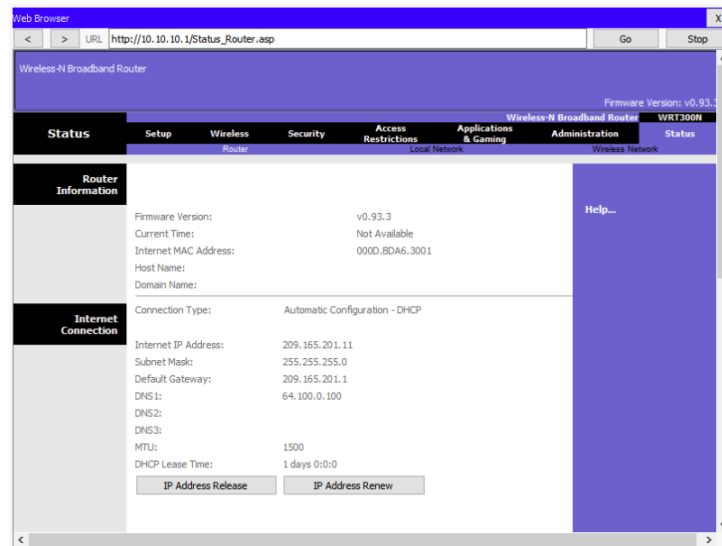 Web Browser X
< > URL http://10.10.10.1/Status_Router.asp Go Stop
Wireless-N Broadband Router
Firmware Version: v0.93.3
Wireless-N Broadband Router WRT300N
Status Setup Wireless Security Access Restrictions Applications & Gaming Administration Status
Router Local Network Wireless Network
Router Information
Help...
Firmware Version: v0.93.3
Current Time: Not Available
Internet MAC Address: 000D.BDA6.3001
Host Name:
Domain Name:
Internet Connection
Connection Type: Automatic Configuration - DHCP
Internet IP Address: 209.165.201.11
Subnet Mask: 255.255.255.0
Default Gateway: 209.165.201.1
DNS1: 64.100.0.100
DNS2:
DNS3:
MTU: 1500
DHCP Lease Time: 1 days 0:0:0
IP Address Release IP Address Renew